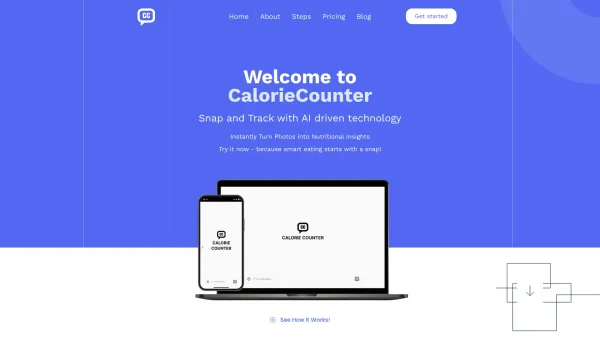 CC
Home
About
Steps
Pricing
Blog
Get started
Welcome to
CalorieCounter
Snap and Track with AI driven technology
Instantly Turn Photos into Nutritional insights
Try it now - because smart eating starts with a snap!
CC
CALORIE
COUNTER
CC
CALORIE COUNTER
See How It Works!